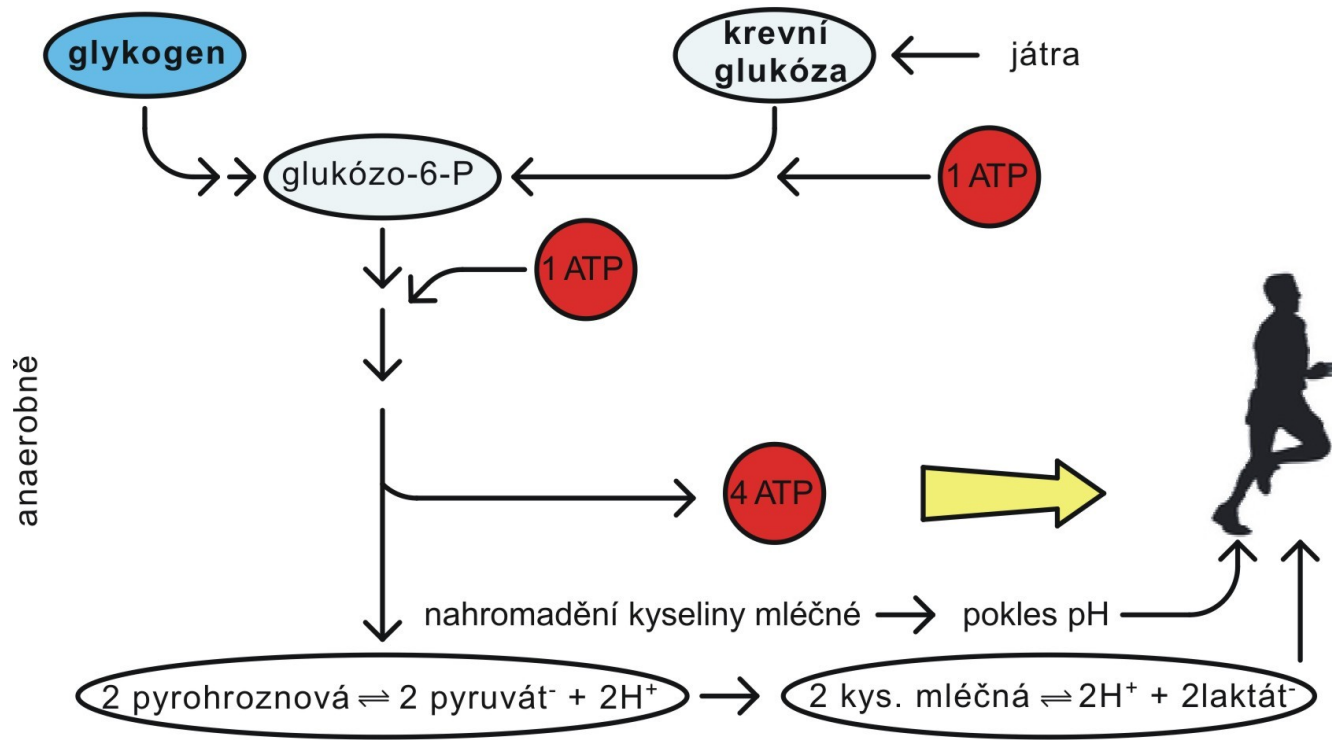 glykogen
krevní
glukóza
játra
glukózo-6-P
1 ATP
1 ATP
anaerobně
4 ATP
nahromadění kyseliny mléčné
pokles pH
2 pyrohroznová ⇌ 2 pyruvát⁻ + 2H⁺
2 kys. mléčná ⇌ 2H⁺ + 2laktát⁻